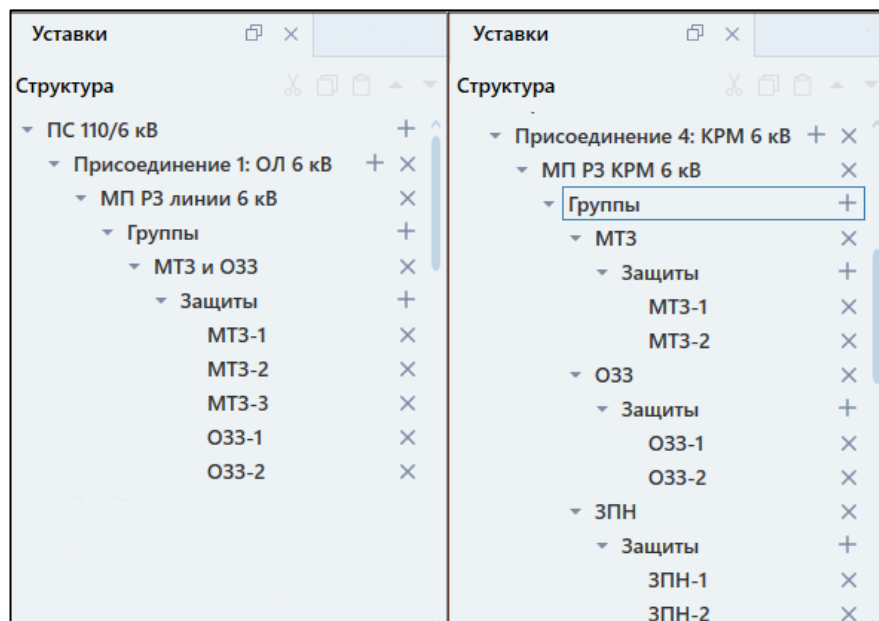 Уставки
Структура
ПС 110/6 кВ
Присоединение 1: ОЛ 6 кВ
МП РЗ линии 6 кВ
Группы
МТЗ и ОЗЗ
Защиты
МТЗ-1
МТЗ-2
МТЗ-3
ОЗЗ-1
ОЗЗ-2
Уставки
Структура
Присоединение 4: КРМ 6 кВ
МП РЗ КРМ 6 кВ
Группы
МТЗ
Защиты
МТЗ-1
МТЗ-2
ОЗЗ
Защиты
ОЗЗ-1
ОЗЗ-2
ЗПН
Защиты
ЗПН-1
ЗПН-2